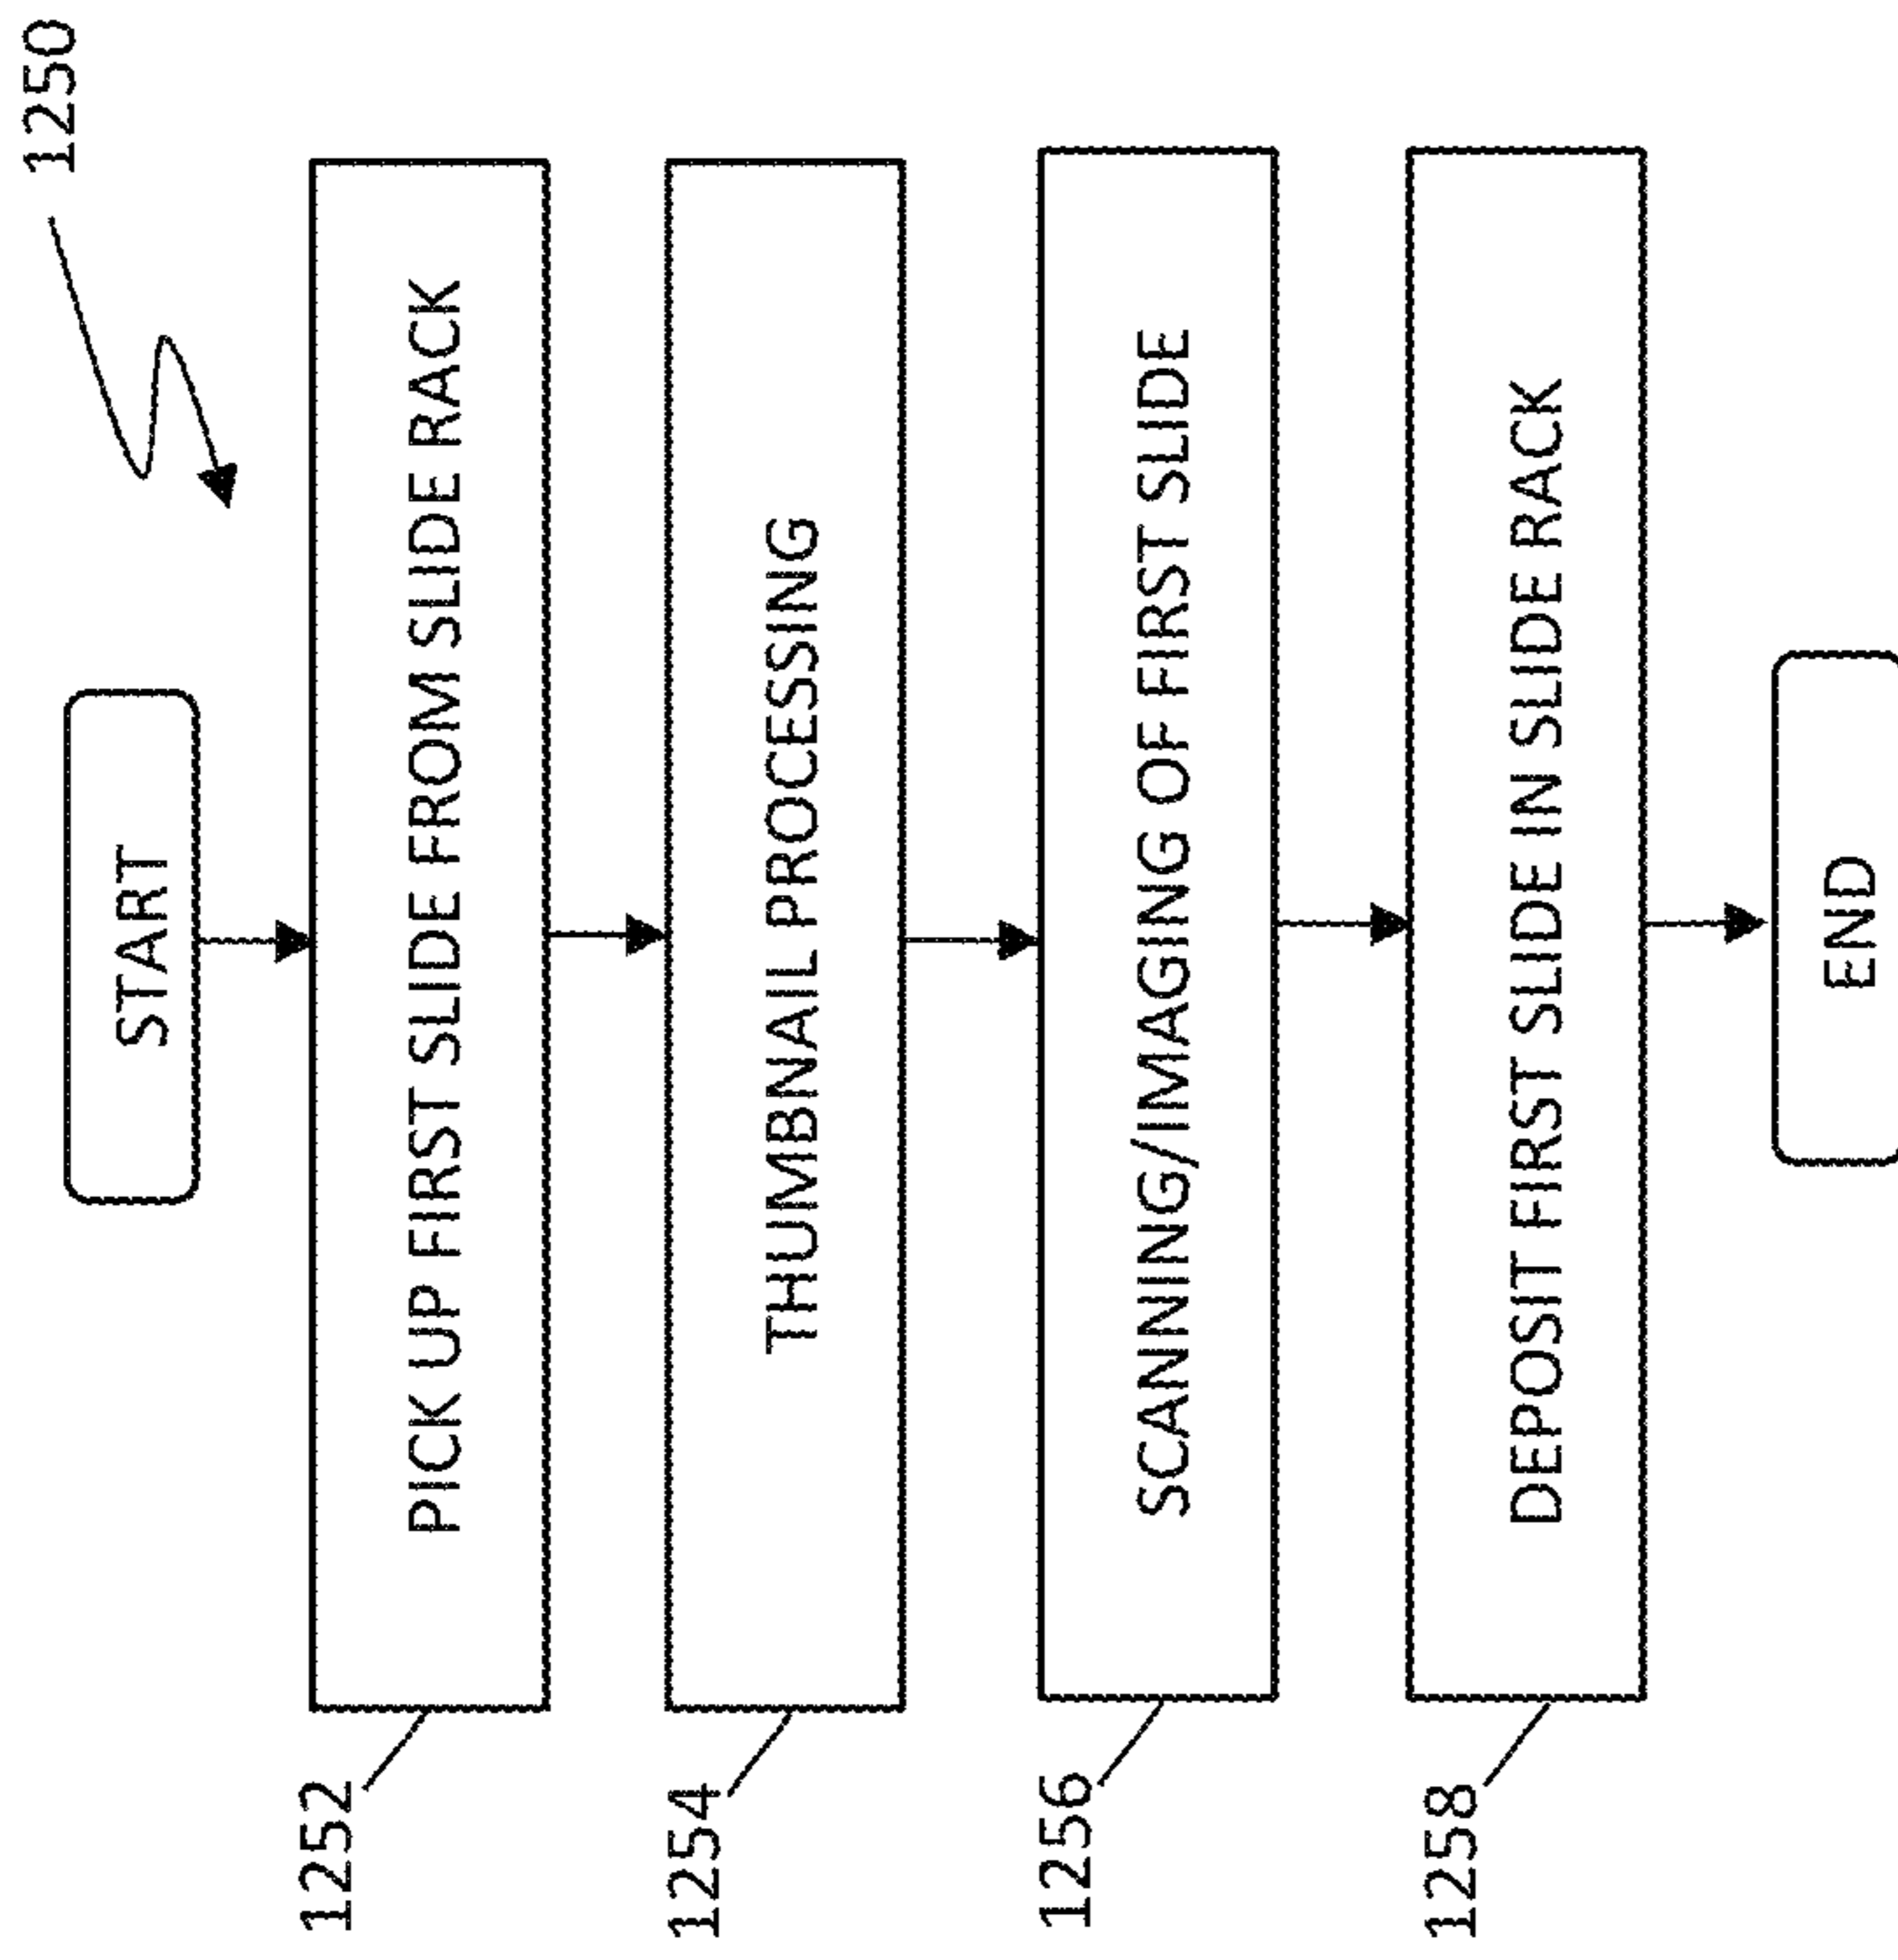 1250
START
1252
PICK UP FIRST SLIDE FROM SLIDE RACK
1254
THUMBNAIL PROCESSING
1256
SCANNING/IMAGING OF FIRST SLIDE
1258
DEPOSIT FIRST SLIDE IN SLIDE RACK
END